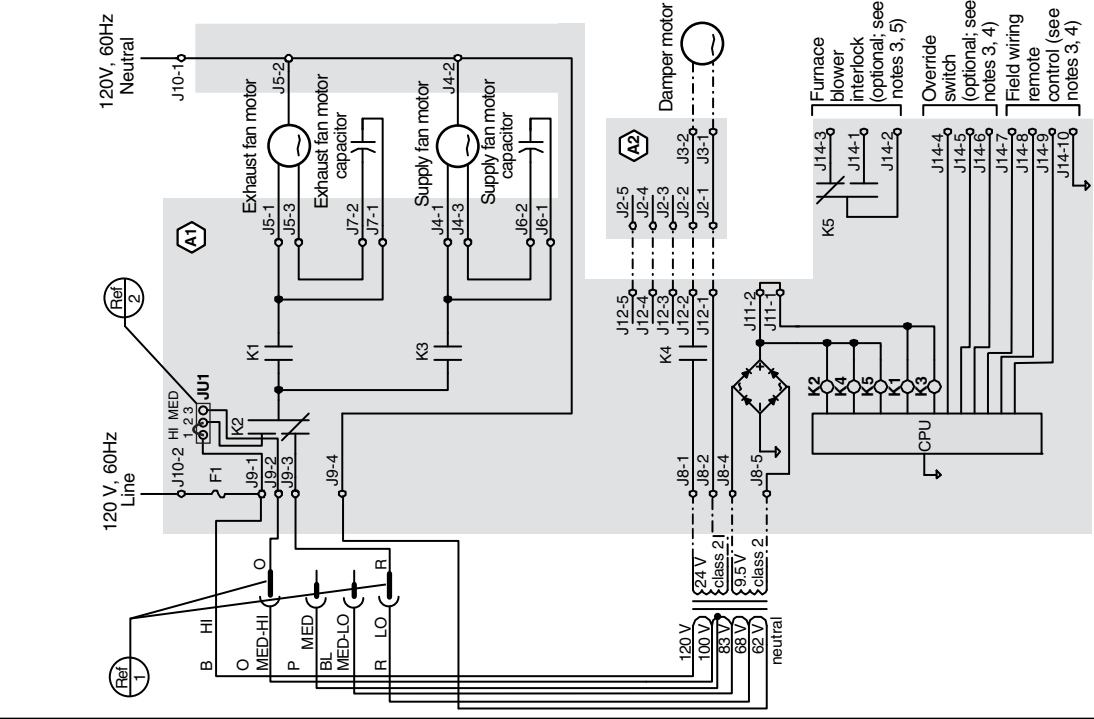 120V, 60Hz
Neutral
J10-1
J5-2
J4-2
Exhaust fan motor
Exhaust fan motor
capacitor
Supply fan motor
Supply fan motor
capacitor
A1
J5-1
J5-3
J7-2
J7-1
J4-1
J4-3
J6-2
J6-1
Ref
2
K1
K3
JU1
HI MED
1 2 3
K2
120 V, 60Hz
Line
J10-2
F1
J9-1
J9-2
J9-3
J9-4
Ref
1
B
HI
O
MED-HI
O
P
MED
BL
MED-LO
R
LO
R
Damper motor
A2
J3-2
J3-1
J2-5
J2-4
J2-3
J2-2
J2-1
J12-5
J12-4
J12-3
J12-2
J12-1
K4
J11-2
J11-1
J8-1
J8-2
J8-4
J8-5
24 V
class 2
9.5 V
class 2
120 V
100 V
83 V
68 V
62 V
neutral
Furnace
blower
interlock
(optional; see
notes 3, 5)
Override
switch
(optional; see
notes 3, 4)
Field wiring
remote
control (see
notes 3, 4)
J14-3
J14-1
J14-2
J14-4
J14-5
J14-6
J14-7
J14-8
J14-9
J14-10
K5
K2
K4
K5
K1
K3
CPU